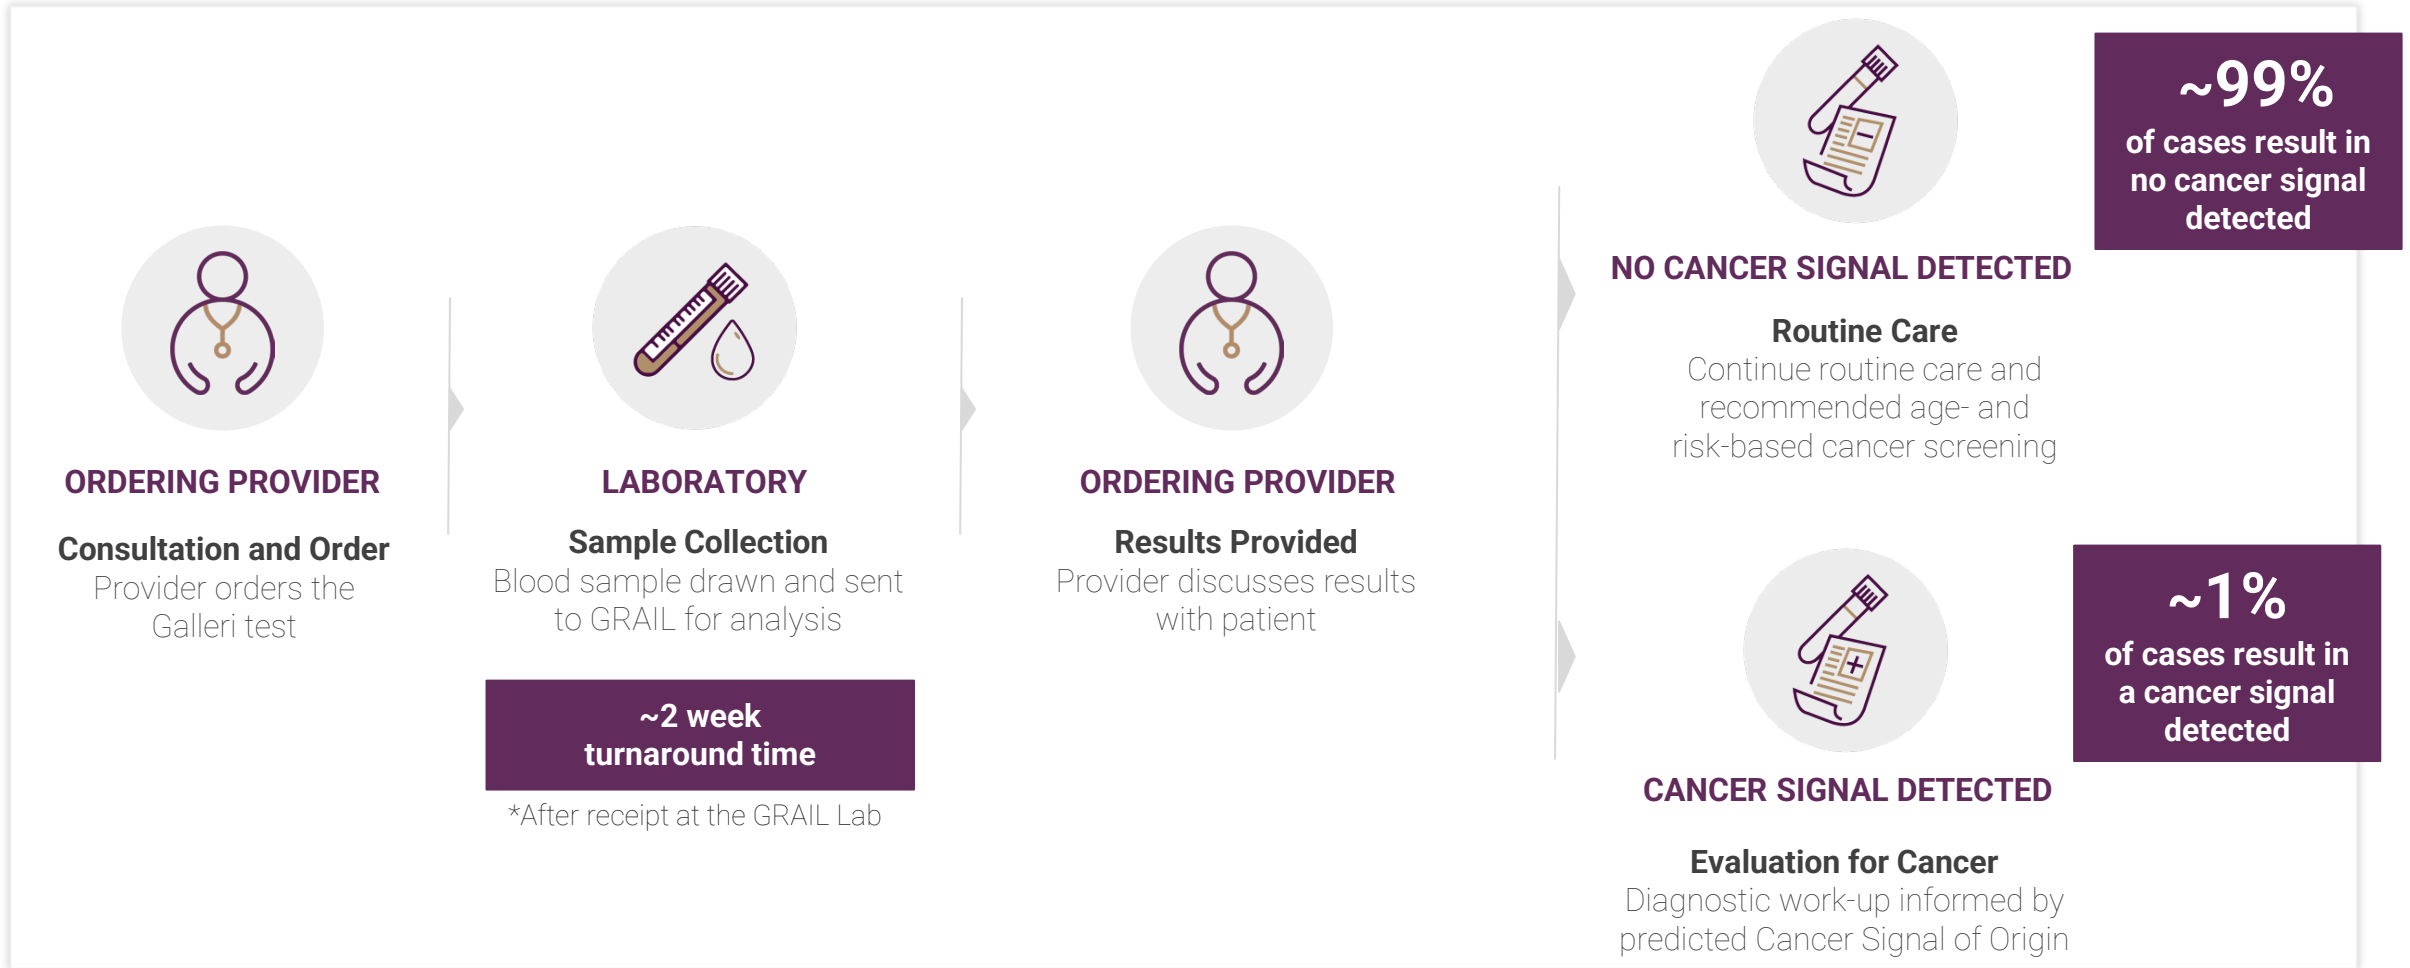 ORDERING PROVIDER
Consultation and Order
Provider orders the
Galleri test
LABORATORY
Sample Collection
Blood sample drawn and sent
to GRAIL for analysis
~2 week
turnaround time
*After receipt at the GRAIL Lab
ORDERING PROVIDER
Results Provided
Provider discusses results
with patient
NO CANCER SIGNAL DETECTED
Routine Care
Continue routine care and
recommended age- and
risk-based cancer screening
~99%
of cases result in
no cancer signal
detected
CANCER SIGNAL DETECTED
Evaluation for Cancer
Diagnostic work-up informed by
predicted Cancer Signal of Origin
~1%
of cases result in
a cancer signal
detected